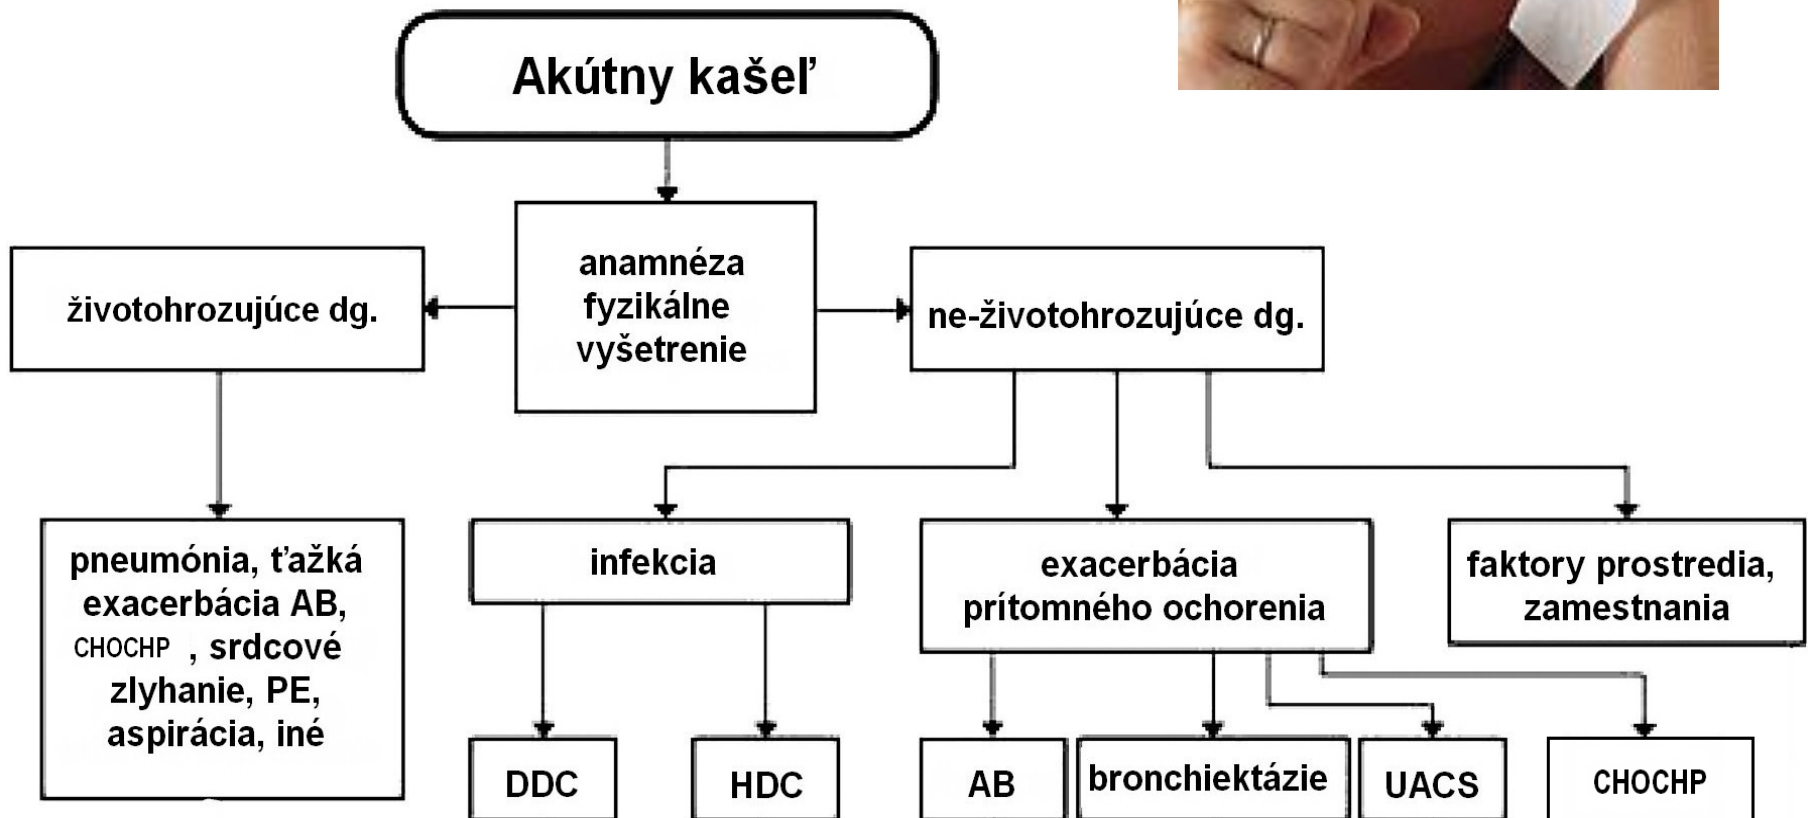 Akútny kašeľ
anamnéza
fyzikálne
vyšetrenie
životohrozujúce dg.
ne-životohrozujúce dg.
pneumónia, ťažká
exacerbácia AB,
CHOCHP , srdcové
zlyhanie, PE,
aspirácia, iné
infekcia
exacerbácia
prítomného ochorenia
faktory prostredia,
zamestnania
DDC
HDC
AB
bronchiektázie
UACS
CHOCHP